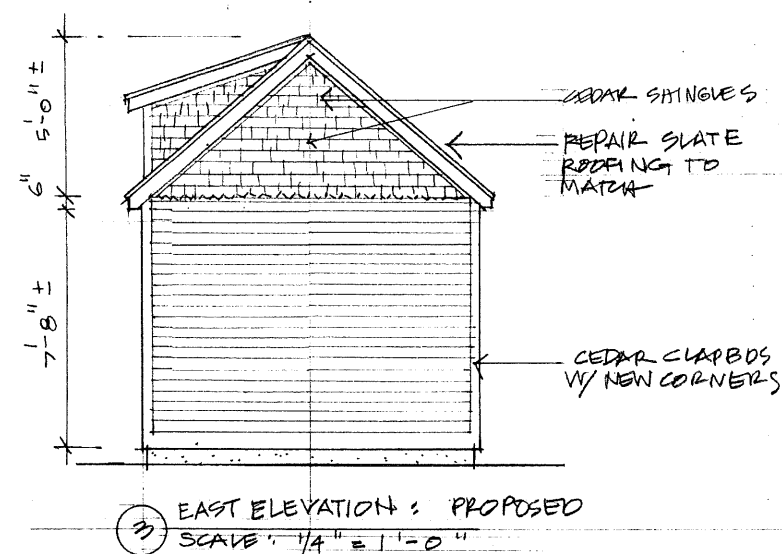 5'-0" ±
6"
7'-8" ±
CEDAR SHINGLES
REPAIR SLATE
ROOFING TO
MATCH
CEDAR CLAPBDS
W/ NEW CORNERS
3 EAST ELEVATION : PROPOSED
SCALE: 1/4" = 1'-0"